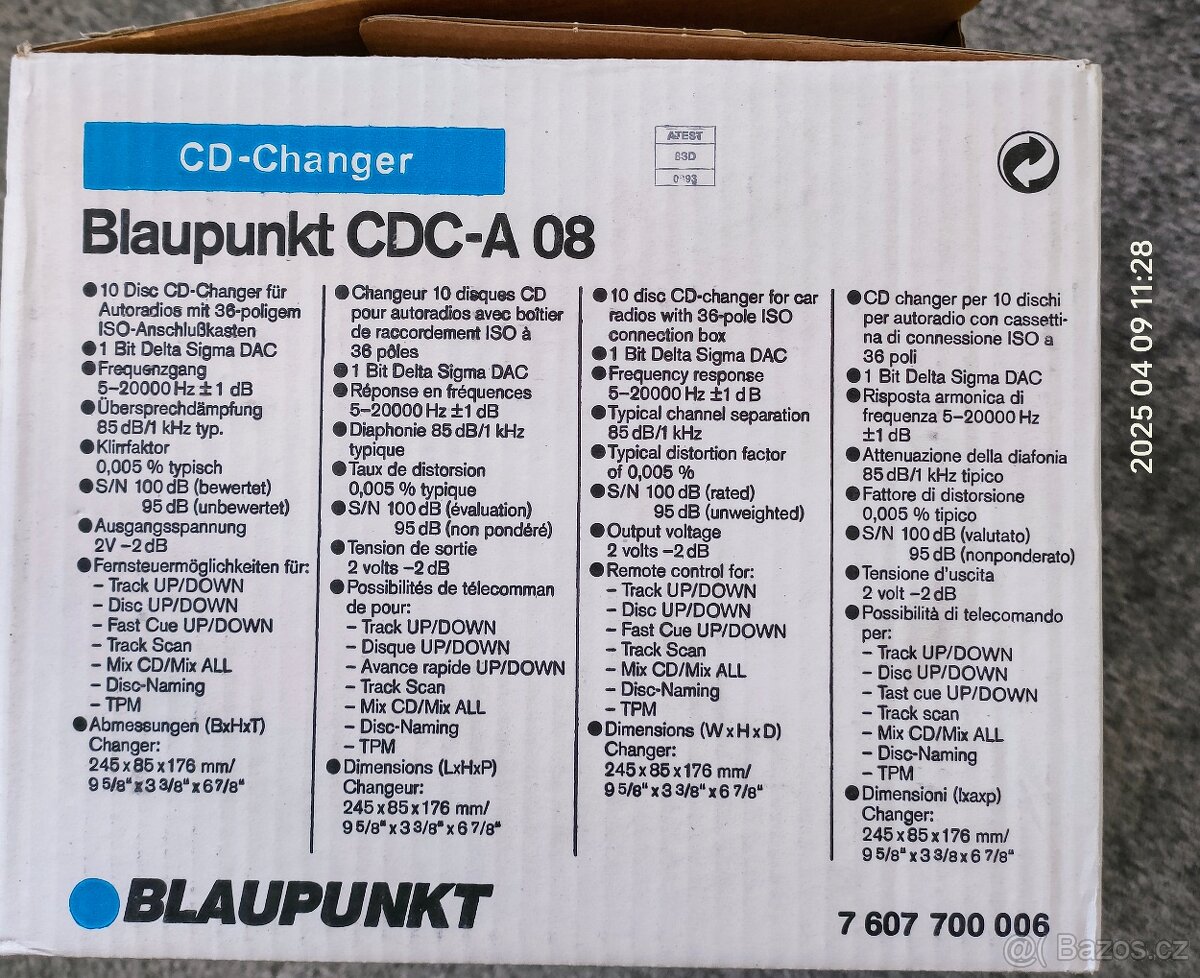 CD-Changer
ATEST
83D
Blaupunkt CDC-A 08
●10 Disc CD-Changer für
Autoradios mit 36-poligem
ISO-Anschlußkasten
●1 Bit Delta Sigma DAC
●Frequenzgang
5–20000 Hz ±1 dB
●Übersprechdämpfung
85 dB/1 kHz typ.
●Klirrfaktor
0,005 % typisch
●S/N 100 dB (bewertet)
95 dB (unbewertet)
●Ausgangsspannung
2V –2 dB
●Fernsteuermöglichkeiten für:
– Track UP/DOWN
– Disc UP/DOWN
– Fast Cue UP/DOWN
– Track Scan
– Mix CD/Mix ALL
– Disc-Naming
– TPM
●Abmessungen (BxHxT)
Changer:
245 x 85 x 176 mm/
9 5/8" x 3 3/8" x 6 7/8"
●Changeur 10 disques CD
pour autoradios avec boîtier
de raccordement ISO à
36 pôles
●1 Bit Delta Sigma DAC
●Réponse en fréquences
5–20000 Hz ±1 dB
●Diaphonie 85 dB/1 kHz
typique
●Taux de distorsion
0,005 % typique
●S/N 100 dB (évaluation)
95 dB (non pondéré)
●Tension de sortie
2 volts –2 dB
●Possibilités de télecomman
de pour:
– Track UP/DOWN
– Disque UP/DOWN
– Avance rapide UP/DOWN
– Track Scan
– Mix CD/Mix ALL
– Disc-Naming
– TPM
●Dimensions (LxHxP)
Changeur:
245 x 85 x 176 mm/
9 5/8" x 3 3/8" x 6 7/8"
●10 disc CD-changer for car
radios with 36-pole ISO
connection box
●1 Bit Delta Sigma DAC
●Frequency response
5–20000 Hz ±1 dB
●Typical channel separation
85 dB/1 kHz
●Typical distortion factor
of 0,005 %
●S/N 100 dB (rated)
95 dB (unweighted)
●Output voltage
2 volts –2 dB
●Remote control for:
– Track UP/DOWN
– Disc UP/DOWN
– Fast Cue UP/DOWN
– Track Scan
– Mix CD/Mix ALL
– Disc-Naming
– TPM
●Dimensions (W x H x D)
Changer:
245 x 85 x 176 mm/
9 5/8" x 3 3/8" x 6 7/8"
●CD changer per 10 dischi
per autoradio con cassetti-
na di connessione ISO a
36 poli
●1 Bit Delta Sigma DAC
●Risposta armonica di
frequenza 5–20000 Hz
±1 dB
●Attenuazione della diafonia
85 dB/1 kHz tipico
●Fattore di distorsione
0,005 % tipico
●S/N 100 dB (valutato)
95 dB (nonponderato)
●Tensione d'uscita
2 volt –2 dB
●Possibilità di telecomando
per:
– Track UP/DOWN
– Disc UP/DOWN
– Tast cue UP/DOWN
– Track scan
– Mix CD/Mix ALL
– Disc-Naming
– TPM
●Dimensioni (lxaxp)
Changer:
245 x 85 x 176 mm/
9 5/8" x 3 3/8 x 6 7/8"
BLAUPUNKT
7 607 700 006
2025 04 09 11:28
@( Bazos.cz